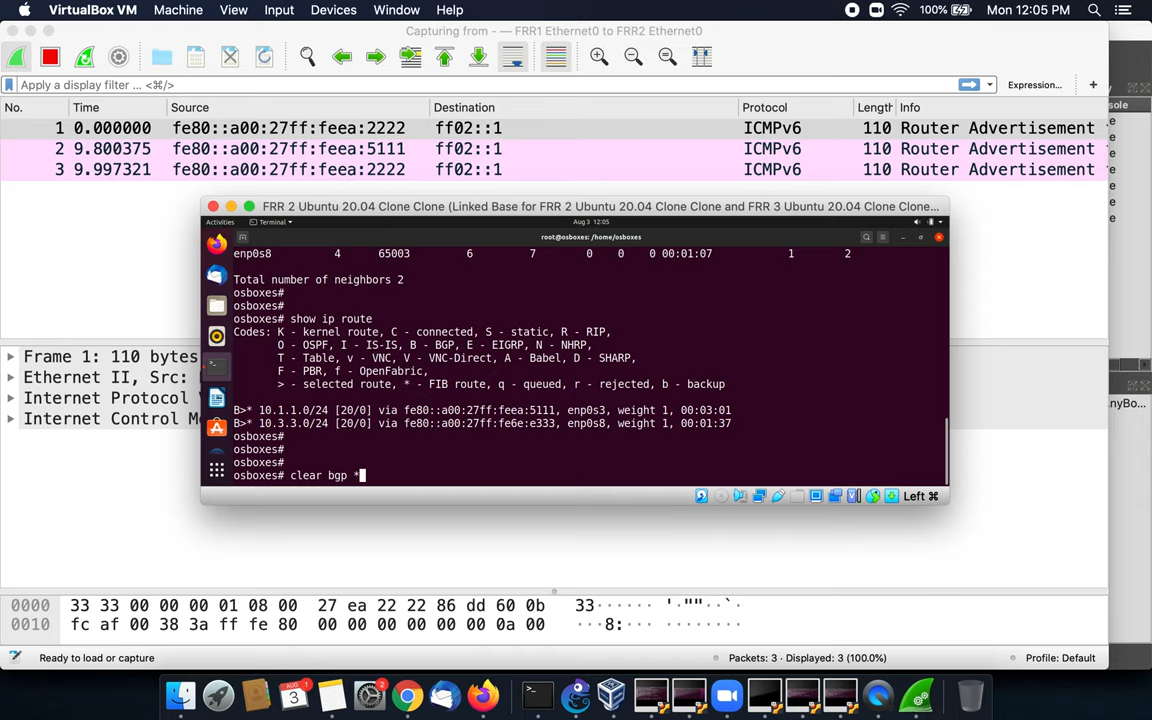 VirtualBox VM Machine View Input Devices Window Help 100% Mon 12:05 PM
Capturing from - — FRR1 Ethernet0 to FRR2 Ethernet0
Apply a display filter ... <⌘/> Expression... +
No. Time Source Destination Protocol Length Info
1 0.000000 fe80::a00:27ff:feea:2222 ff02::1 ICMPv6 110 Router Advertisement
2 9.800375 fe80::a00:27ff:feea:5111 ff02::1 ICMPv6 110 Router Advertisement
3 9.997321 fe80::a00:27ff:feea:2222 ff02::1 ICMPv6 110 Router Advertisement
FRR 2 Ubuntu 20.04 Clone Clone (Linked Base for FRR 2 Ubuntu 20.04 Clone Clone and FRR 3 Ubuntu 20.04 Clone Clone...
Activities Terminal Aug 3 12:05
root@osboxes: /home/osboxes
enp0s8 4 65003 6 7 0 0 0 00:01:07 1 2
Total number of neighbors 2
osboxes#
osboxes#
osboxes# show ip route
Codes: K - kernel route, C - connected, S - static, R - RIP,
O - OSPF, I - IS-IS, B - BGP, E - EIGRP, N - NHRP,
T - Table, v - VNC, V - VNC-Direct, A - Babel, D - SHARP,
F - PBR, f - OpenFabric,
> - selected route, * - FIB route, q - queued, r - rejected, b - backup
B>* 10.1.1.0/24 [20/0] via fe80::a00:27ff:feea:5111, enp0s3, weight 1, 00:03:01
B>* 10.3.3.0/24 [20/0] via fe80::a00:27ff:fe6e:e333, enp0s8, weight 1, 00:01:37
osboxes#
osboxes#
osboxes#
osboxes# clear bgp *
Left ⌘
Frame 1: 110 bytes
Ethernet II, Src:
Internet Protocol
Internet Control M
nyBo...
0000 33 33 00 00 00 01 08 00 27 ea 22 22 86 dd 60 0b 33······ '·""··`·
0010 fc af 00 38 3a ff fe 80 00 00 00 00 00 00 0a 00 ···8:··· ········
Ready to load or capture Packets: 3 · Displayed: 3 (100.0%) Profile: Default
AUG 3 1 2